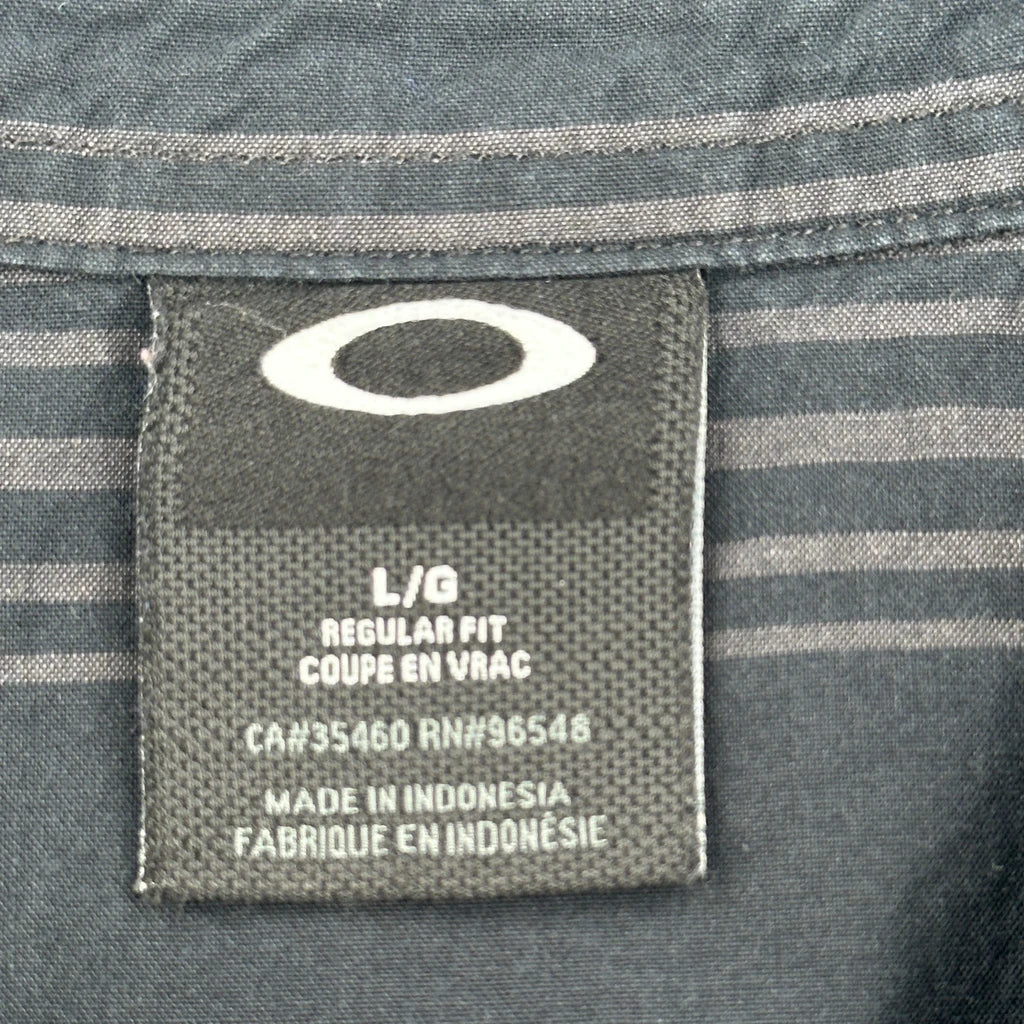 L/G
REGULAR FIT
COUPE EN VRAC
CA#35460 RN#96548
MADE IN INDONESIA
FABRIQUE EN INDONÉSIE